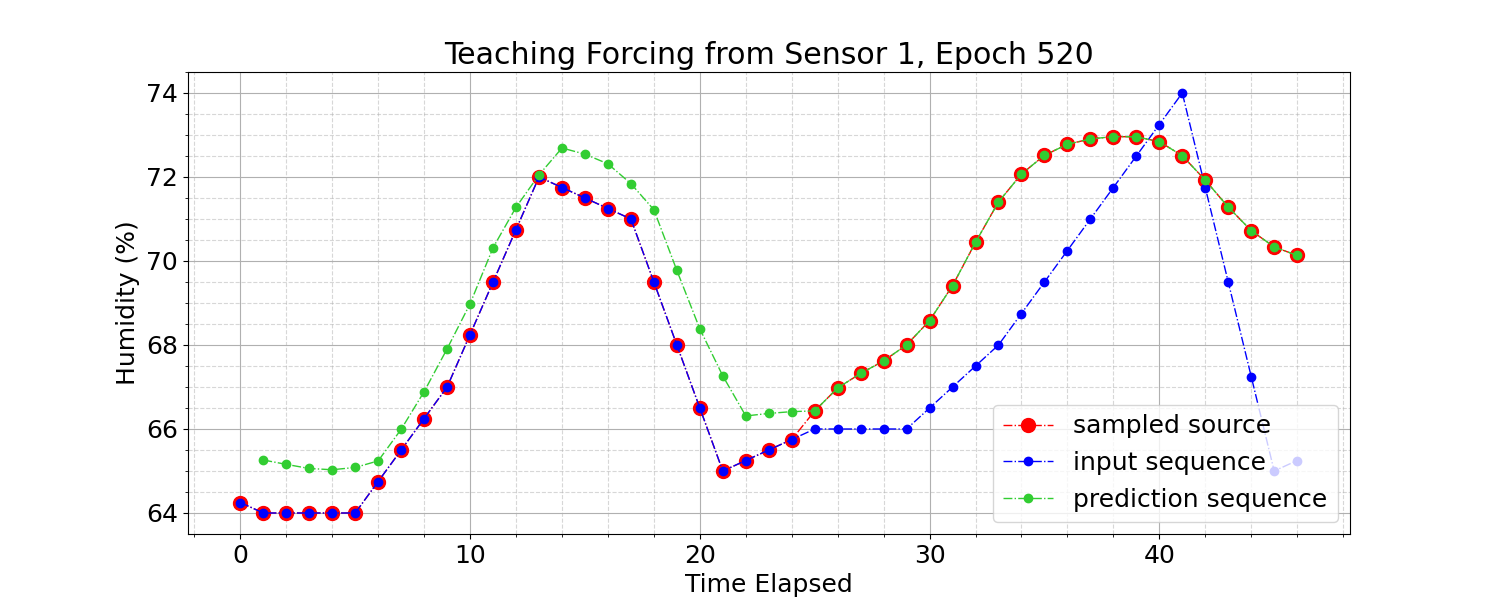 Teaching Forcing from Sensor 1, Epoch 520
Humidity (%)
74
72
70
68
66
64
sampled source
input sequence
prediction sequence
0 10 20 30 40
Time Elapsed